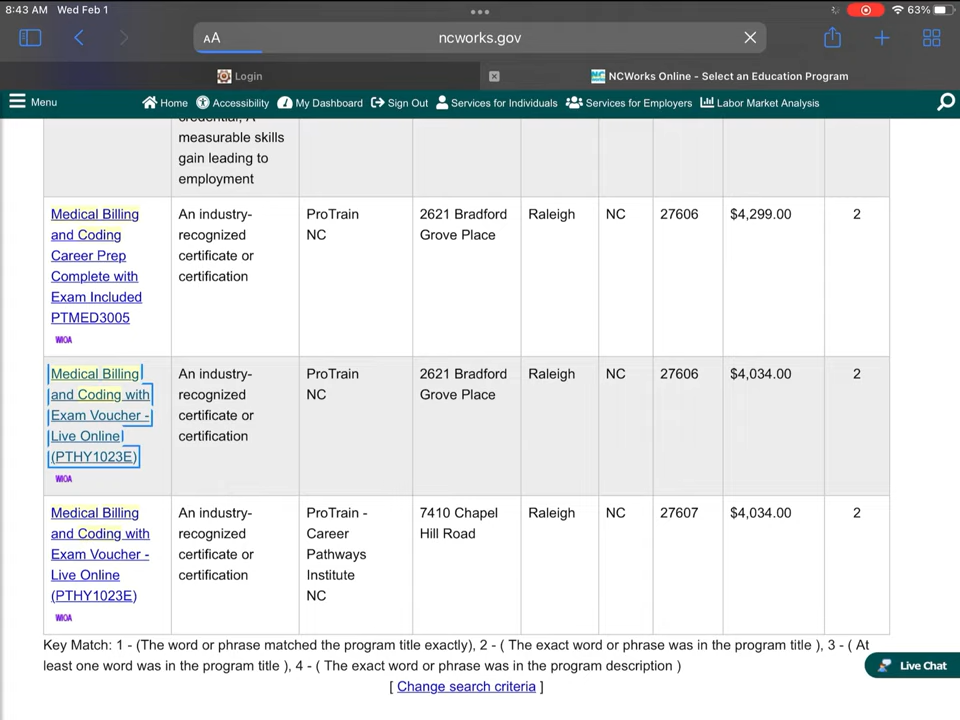 8:43 AM Wed Feb 1
63%
AA
ncworks.gov
Login
NCWorks Online - Select an Education Program
Menu
Home
Accessibility
My Dashboard
Sign Out
Services for Individuals
Services for Employers
Labor Market Analysis
credential, A
measurable skills
gain leading to
employment
Medical Billing
and Coding
Career Prep
Complete with
Exam Included
PTMED3005
WIOA
An industry-
recognized
certificate or
certification
ProTrain
NC
2621 Bradford
Grove Place
Raleigh
NC
27606
$4,299.00
2
Medical Billing
and Coding with
Exam Voucher -
Live Online
(PTHY1023E)
WIOA
An industry-
recognized
certificate or
certification
ProTrain
NC
2621 Bradford
Grove Place
Raleigh
NC
27606
$4,034.00
2
Medical Billing
and Coding with
Exam Voucher -
Live Online
(PTHY1023E)
WIOA
An industry-
recognized
certificate or
certification
ProTrain -
Career
Pathways
Institute
NC
7410 Chapel
Hill Road
Raleigh
NC
27607
$4,034.00
2
Key Match: 1 - (The word or phrase matched the program title exactly), 2 - ( The exact word or phrase was in the program title ), 3 - ( At
least one word was in the program title ), 4 - ( The exact word or phrase was in the program description )
[ Change search criteria ]
Live Chat